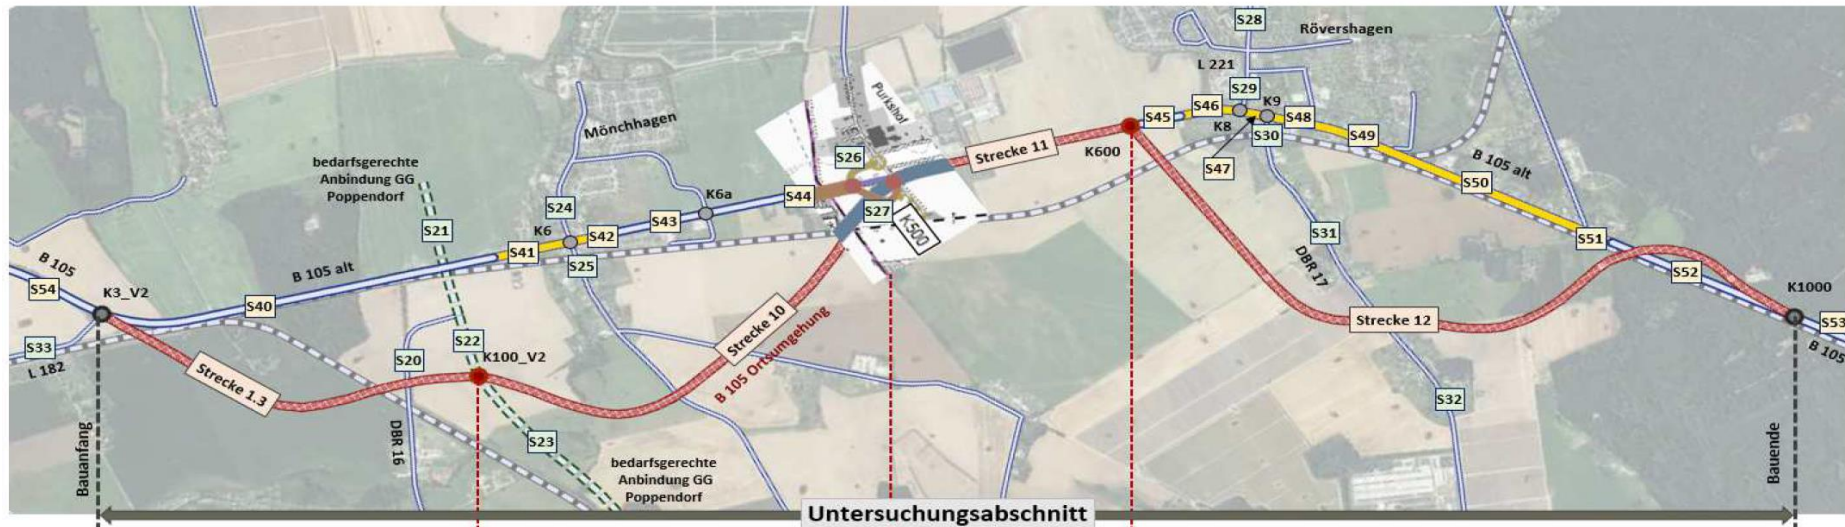 S28
Rövershagen
L 221
S29
K9
S46
S45
S48
K8
S30
S49
S47
B 105 alt
S50
K600
Strecke 11
Purkshof
S26
Mönchhagen
bedarfsgerechte
Anbindung GG
Poppendorf
S21
S24
K6
S41
S42
S43
K6a
S44
S27
K500
S25
S31
DBR 17
S51
S52
K1000
S53
B 105
B 105
S54
K3_V2
S40
B 105 alt
S33
L 182
S22
S20
K100_V2
Strecke 1.3
Strecke 10
B 105 Ortsumgehung
Strecke 12
S32
DBR 16
S23
bedarfsgerechte
Anbindung GG
Poppendorf
Bauanfang
Bauende
Untersuchungsabschnitt